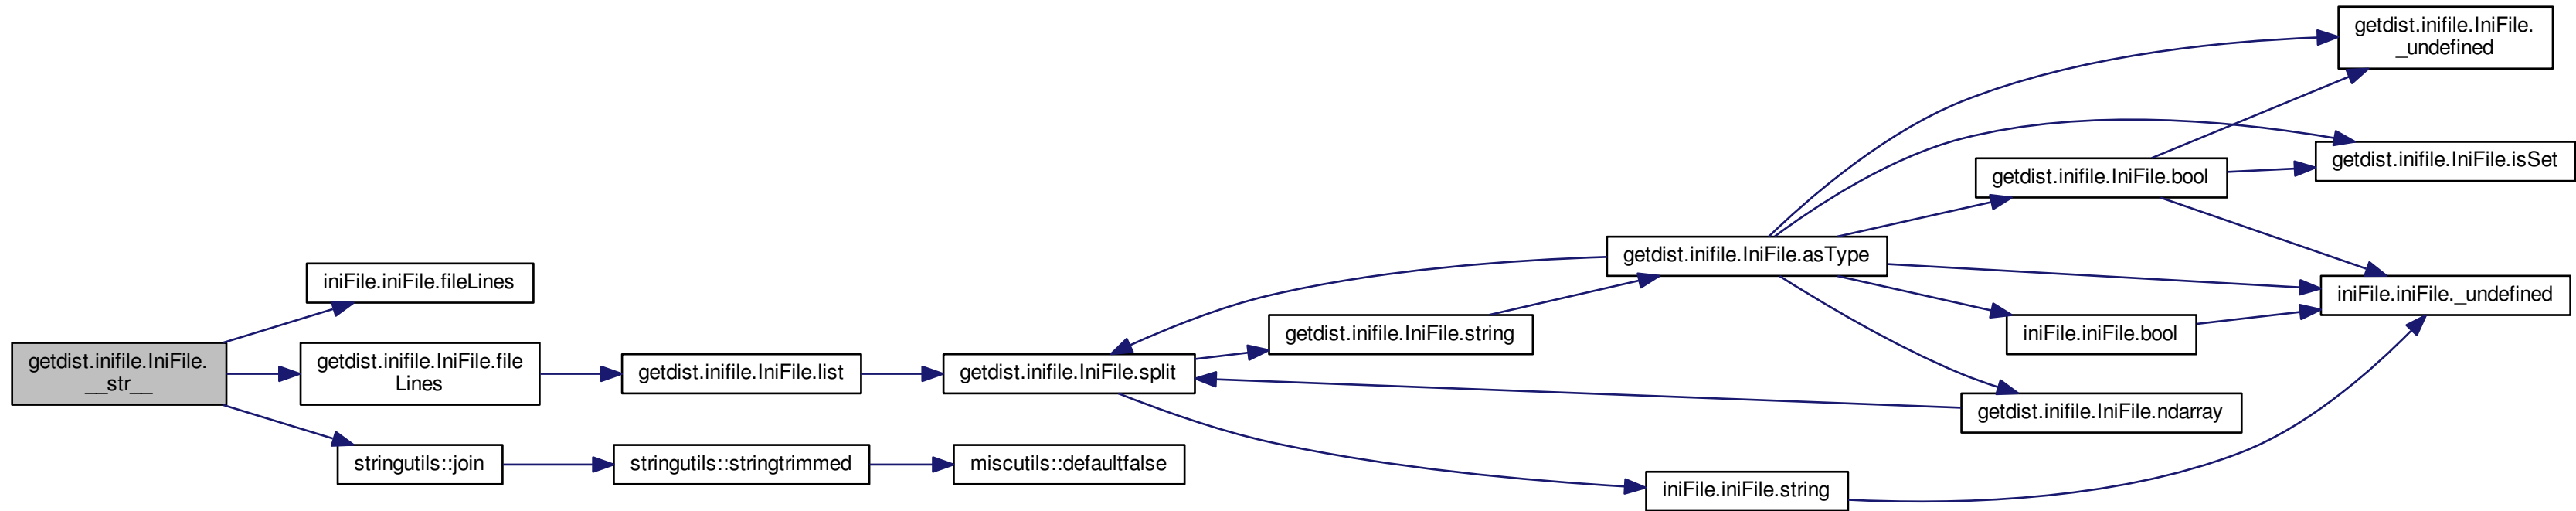 getdist.inifile.IniFile.
__str__
iniFile.iniFile.fileLines
getdist.inifile.IniFile.file
Lines
stringutils::join
getdist.inifile.IniFile.list
stringutils::stringtrimmed
getdist.inifile.IniFile.split
miscutils::defaultfalse
getdist.inifile.IniFile.string
getdist.inifile.IniFile.asType
iniFile.iniFile.string
getdist.inifile.IniFile.bool
iniFile.iniFile.bool
getdist.inifile.IniFile.ndarray
getdist.inifile.IniFile.
_undefined
getdist.inifile.IniFile.isSet
iniFile.iniFile._undefined